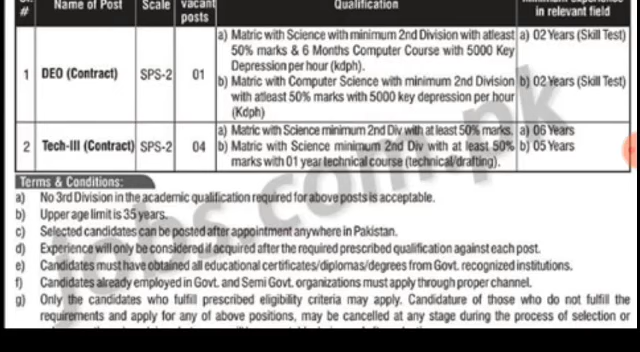 # Name of Post Scale vacant posts Qualification in relevant field
1 DEO (Contract) SPS-2 01
a) Matric with Science with minimum 2nd Division with atleast 50% marks & 6 Months Computer Course with 5000 Key Depression per hour (kdph).
a) 02 Years (Skill Test)
b) Matric with Computer Science with minimum 2nd Division with atleast 50% marks with 5000 key depression per hour (Kdph)
b) 02 Years (Skill Test)
2 Tech-III (Contract) SPS-2 04
a) Matric with Science minimum 2nd Div with at least 50% marks.
a) 06 Years
b) Matric with Science minimum 2nd Div with at least 50% marks with 01 year technical course (technical/drafting).
b) 05 Years
Terms & Conditions:
a) No 3rd Division in the academic qualification required for above posts is acceptable.
b) Upper age limit is 35 years.
c) Selected candidates can be posted after appointment anywhere in Pakistan.
d) Experience will only be considered if acquired after the required prescribed qualification against each post.
e) Candidates must have obtained all educational certificates/diplomas/degrees from Govt. recognized institutions.
f) Candidates already employed in Govt. and Semi Govt. organizations must apply through proper channel.
g) Only the candidates who fulfill prescribed eligibility criteria may apply. Candidature of those who do not fulfill the
requirements and apply for any of above positions, may be cancelled at any stage during the process of selection or